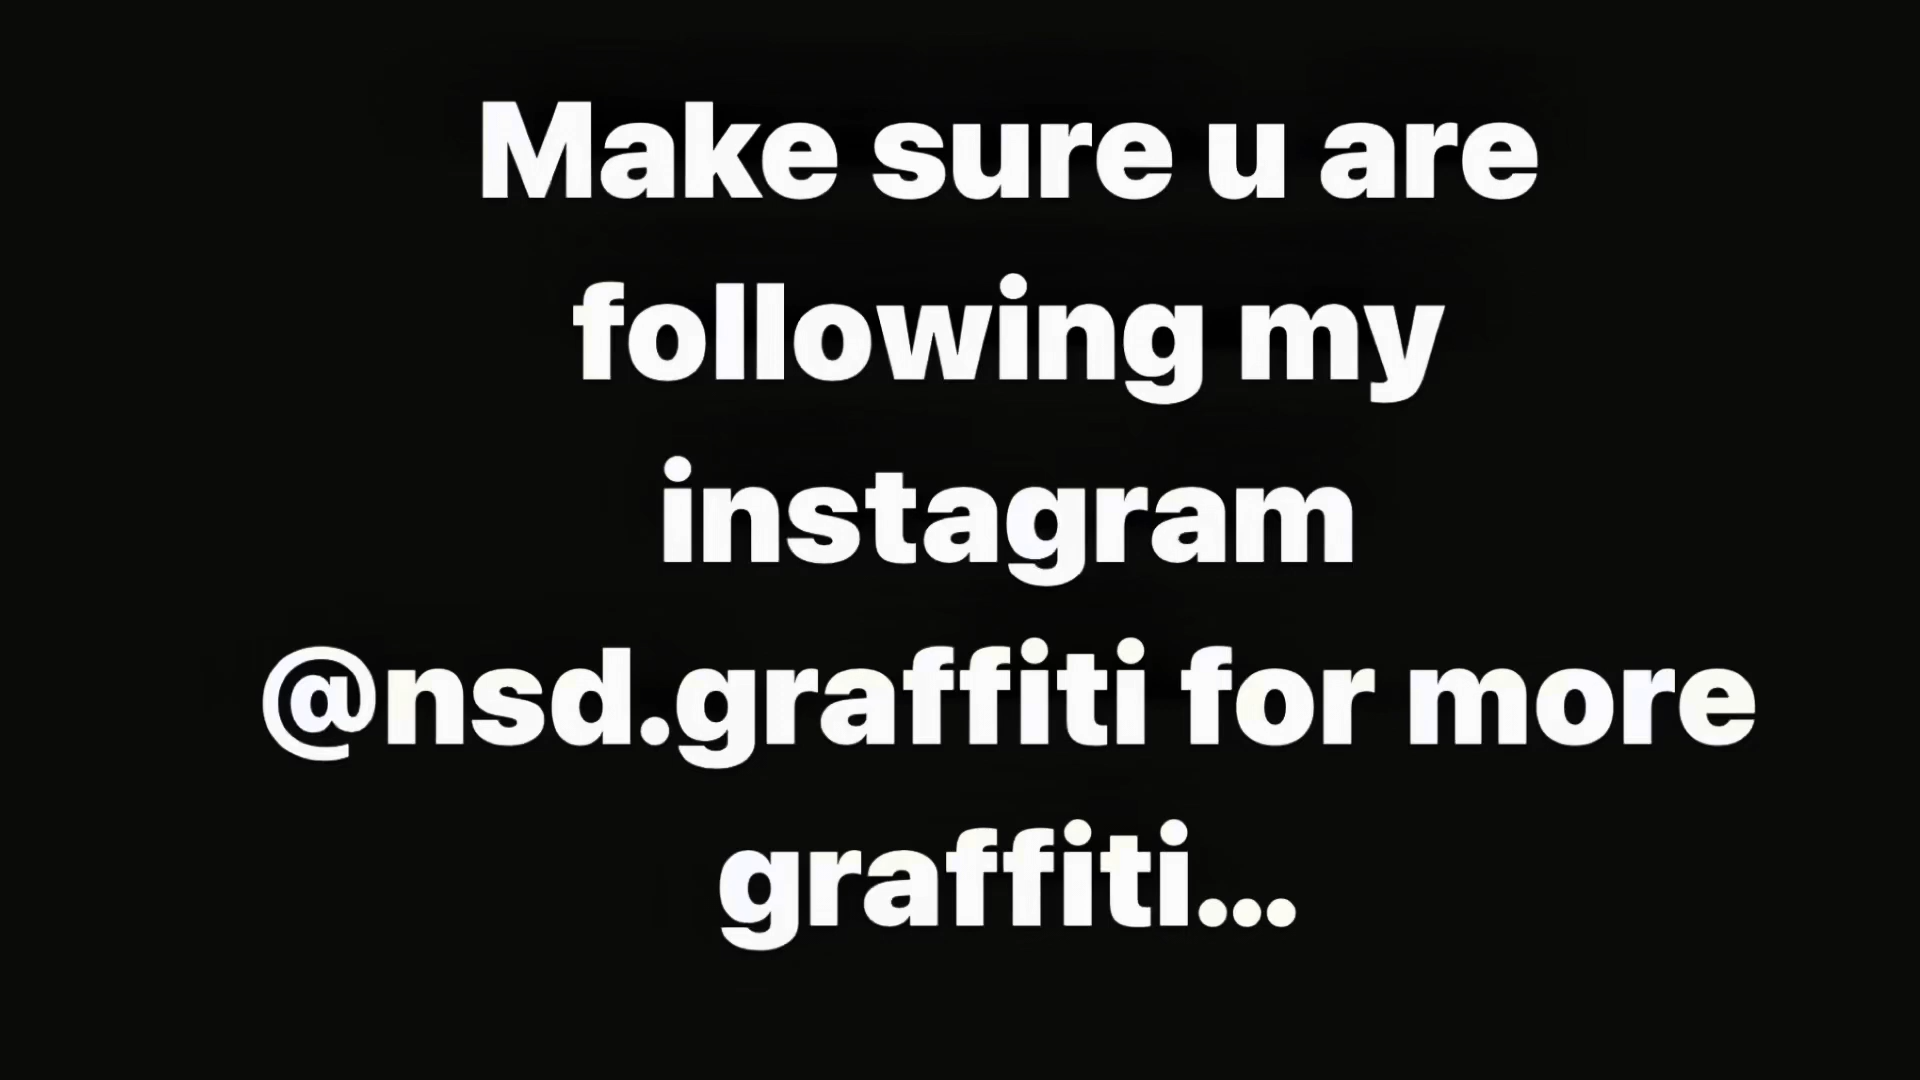 Make sure u are
following my
instagram
@nsd.graffiti for more
graffiti...